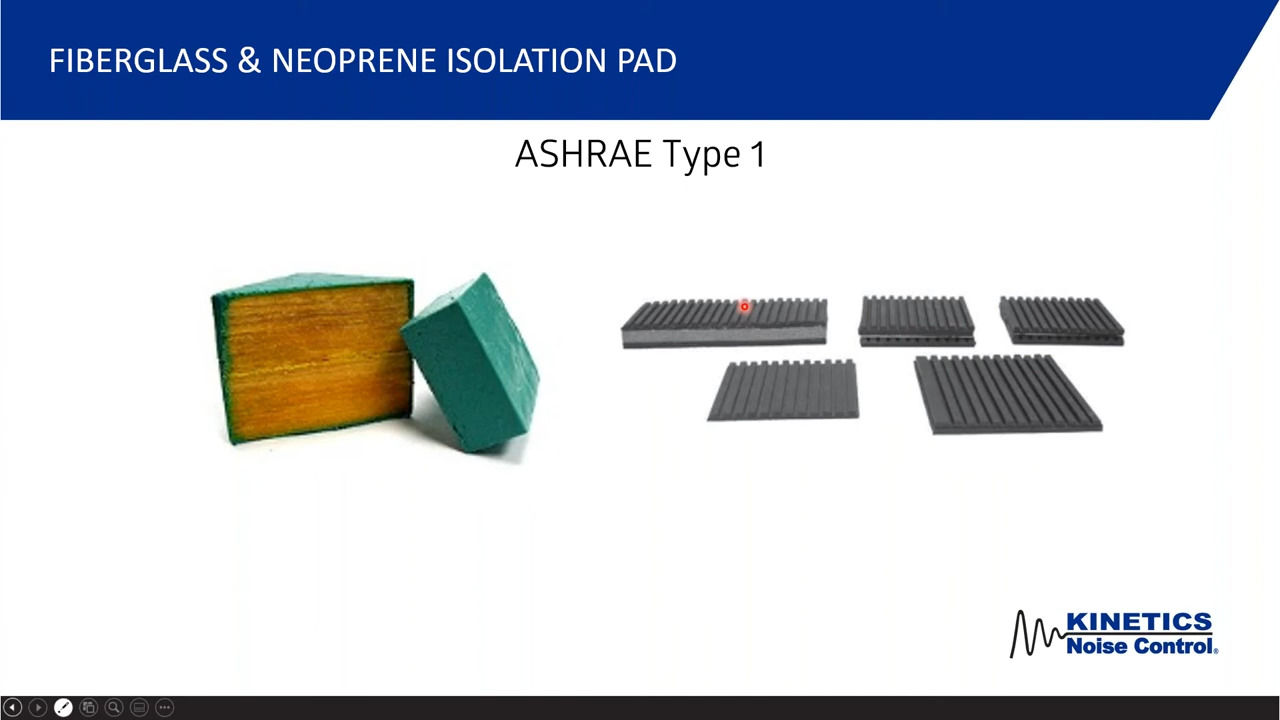 FIBERGLASS & NEOPRENE ISOLATION PAD
ASHRAE Type 1
KINETICS
Noise Control®